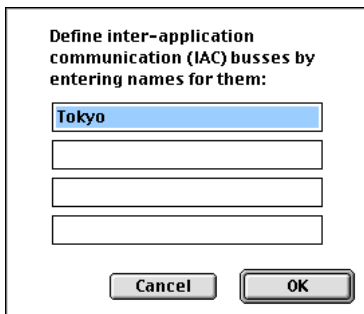 Define inter-application
communication (IAC) busses by
entering names for them:
Tokyo
Cancel OK